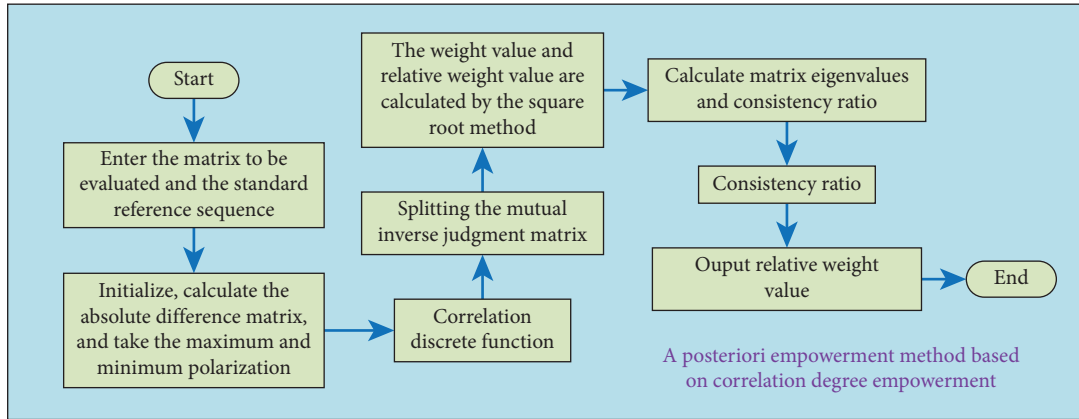 Start
Enter the matrix to be
evaluated and the standard
reference sequence
Initialize, calculate the
absolute difference matrix,
and take the maximum and
minimum polarization
Correlation
discrete function
Splitting the mutual
inverse judgment matrix
The weight value and
relative weight value are
calculated by the square
root method
Calculate matrix eigenvalues
and consistency ratio
Consistency ratio
Ouput relative weight
value
End
A posteriori empowerment method based
on correlation degree empowerment